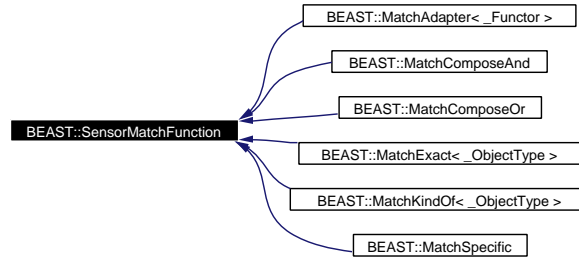 BEAST::MatchAdapter< _Functor >
BEAST::MatchComposeAnd
BEAST::MatchComposeOr
BEAST::SensorMatchFunction
BEAST::MatchExact< _ObjectType >
BEAST::MatchKindOf< _ObjectType >
BEAST::MatchSpecific